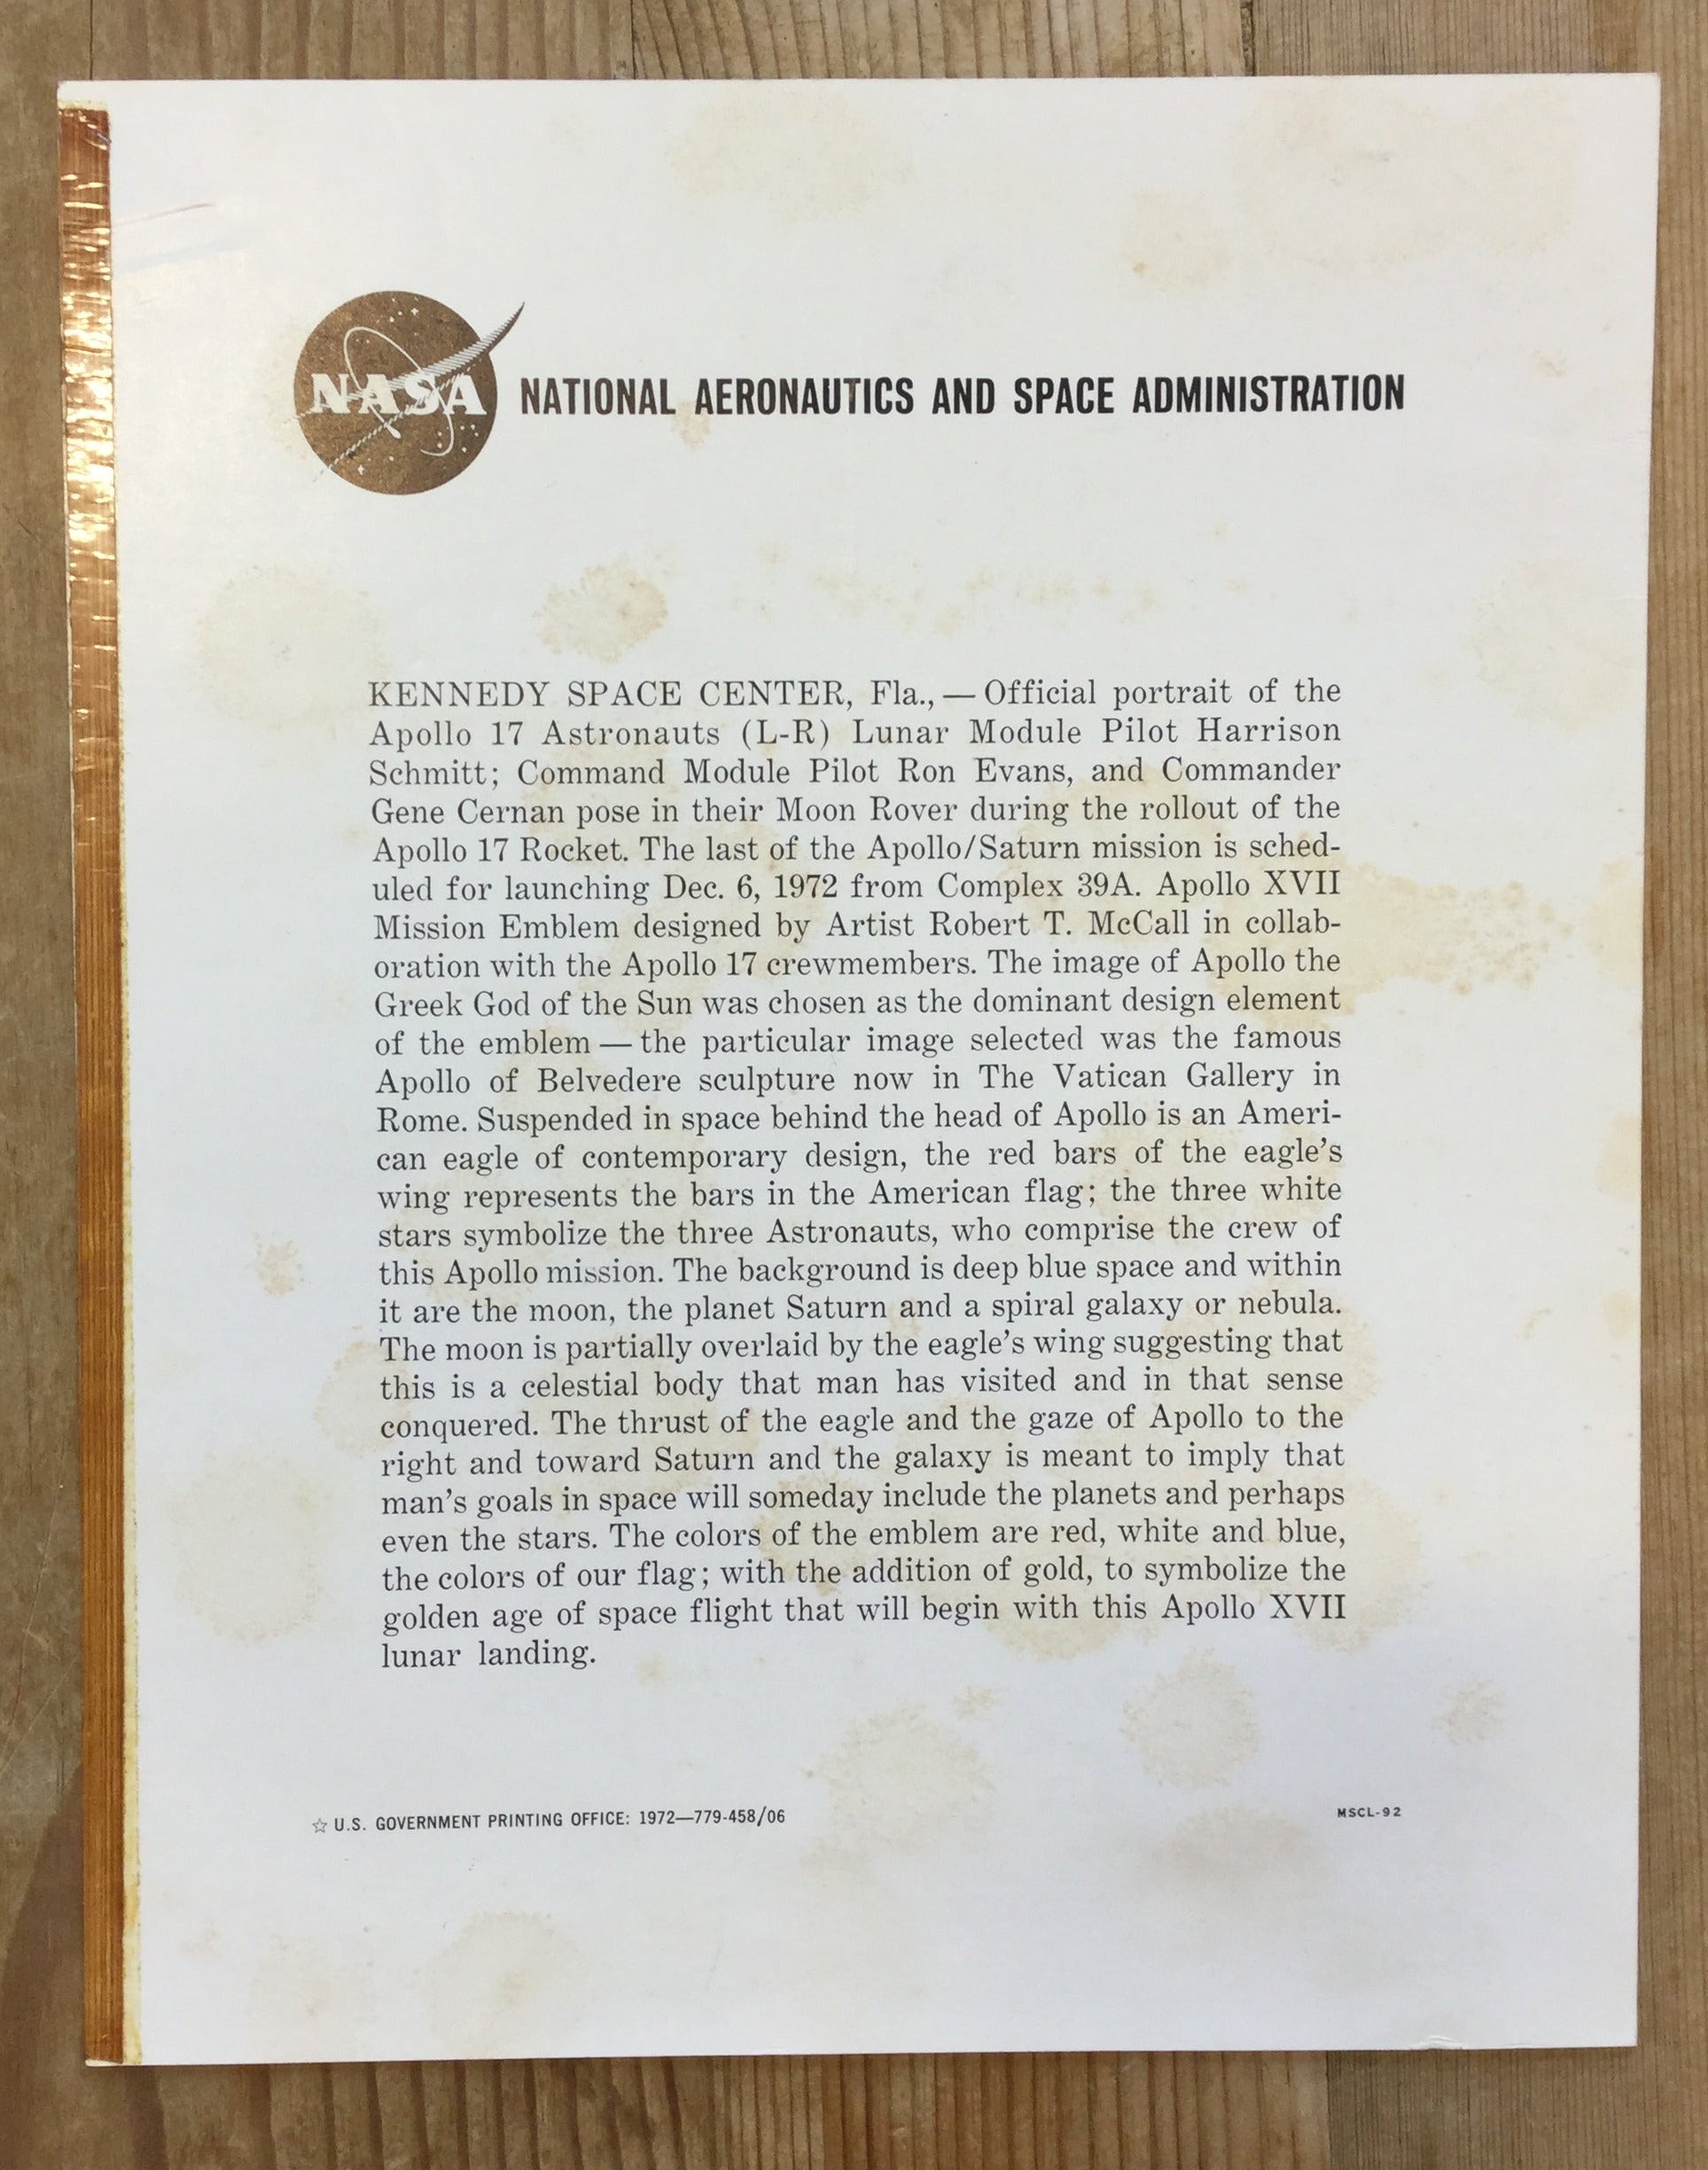 NASA NATIONAL AERONAUTICS AND SPACE ADMINISTRATION
KENNEDY SPACE CENTER, Fla., — Official portrait of the
Apollo 17 Astronauts (L-R) Lunar Module Pilot Harrison
Schmitt; Command Module Pilot Ron Evans, and Commander
Gene Cernan pose in their Moon Rover during the rollout of the
Apollo 17 Rocket. The last of the Apollo/Saturn mission is sched-
uled for launching Dec. 6, 1972 from Complex 39A. Apollo XVII
Mission Emblem designed by Artist Robert T. McCall in collab-
oration with the Apollo 17 crewmembers. The image of Apollo the
Greek God of the Sun was chosen as the dominant design element
of the emblem — the particular image selected was the famous
Apollo of Belvedere sculpture now in The Vatican Gallery in
Rome. Suspended in space behind the head of Apollo is an Ameri-
can eagle of contemporary design, the red bars of the eagle's
wing represents the bars in the American flag; the three white
stars symbolize the three Astronauts, who comprise the crew of
this Apollo mission. The background is deep blue space and within
it are the moon, the planet Saturn and a spiral galaxy or nebula.
The moon is partially overlaid by the eagle's wing suggesting that
this is a celestial body that man has visited and in that sense
conquered. The thrust of the eagle and the gaze of Apollo to the
right and toward Saturn and the galaxy is meant to imply that
man's goals in space will someday include the planets and perhaps
even the stars. The colors of the emblem are red, white and blue,
the colors of our flag; with the addition of gold, to symbolize the
golden age of space flight that will begin with this Apollo XVII
lunar landing.
☆ U.S. GOVERNMENT PRINTING OFFICE: 1972—779-458/06
MSCL-92